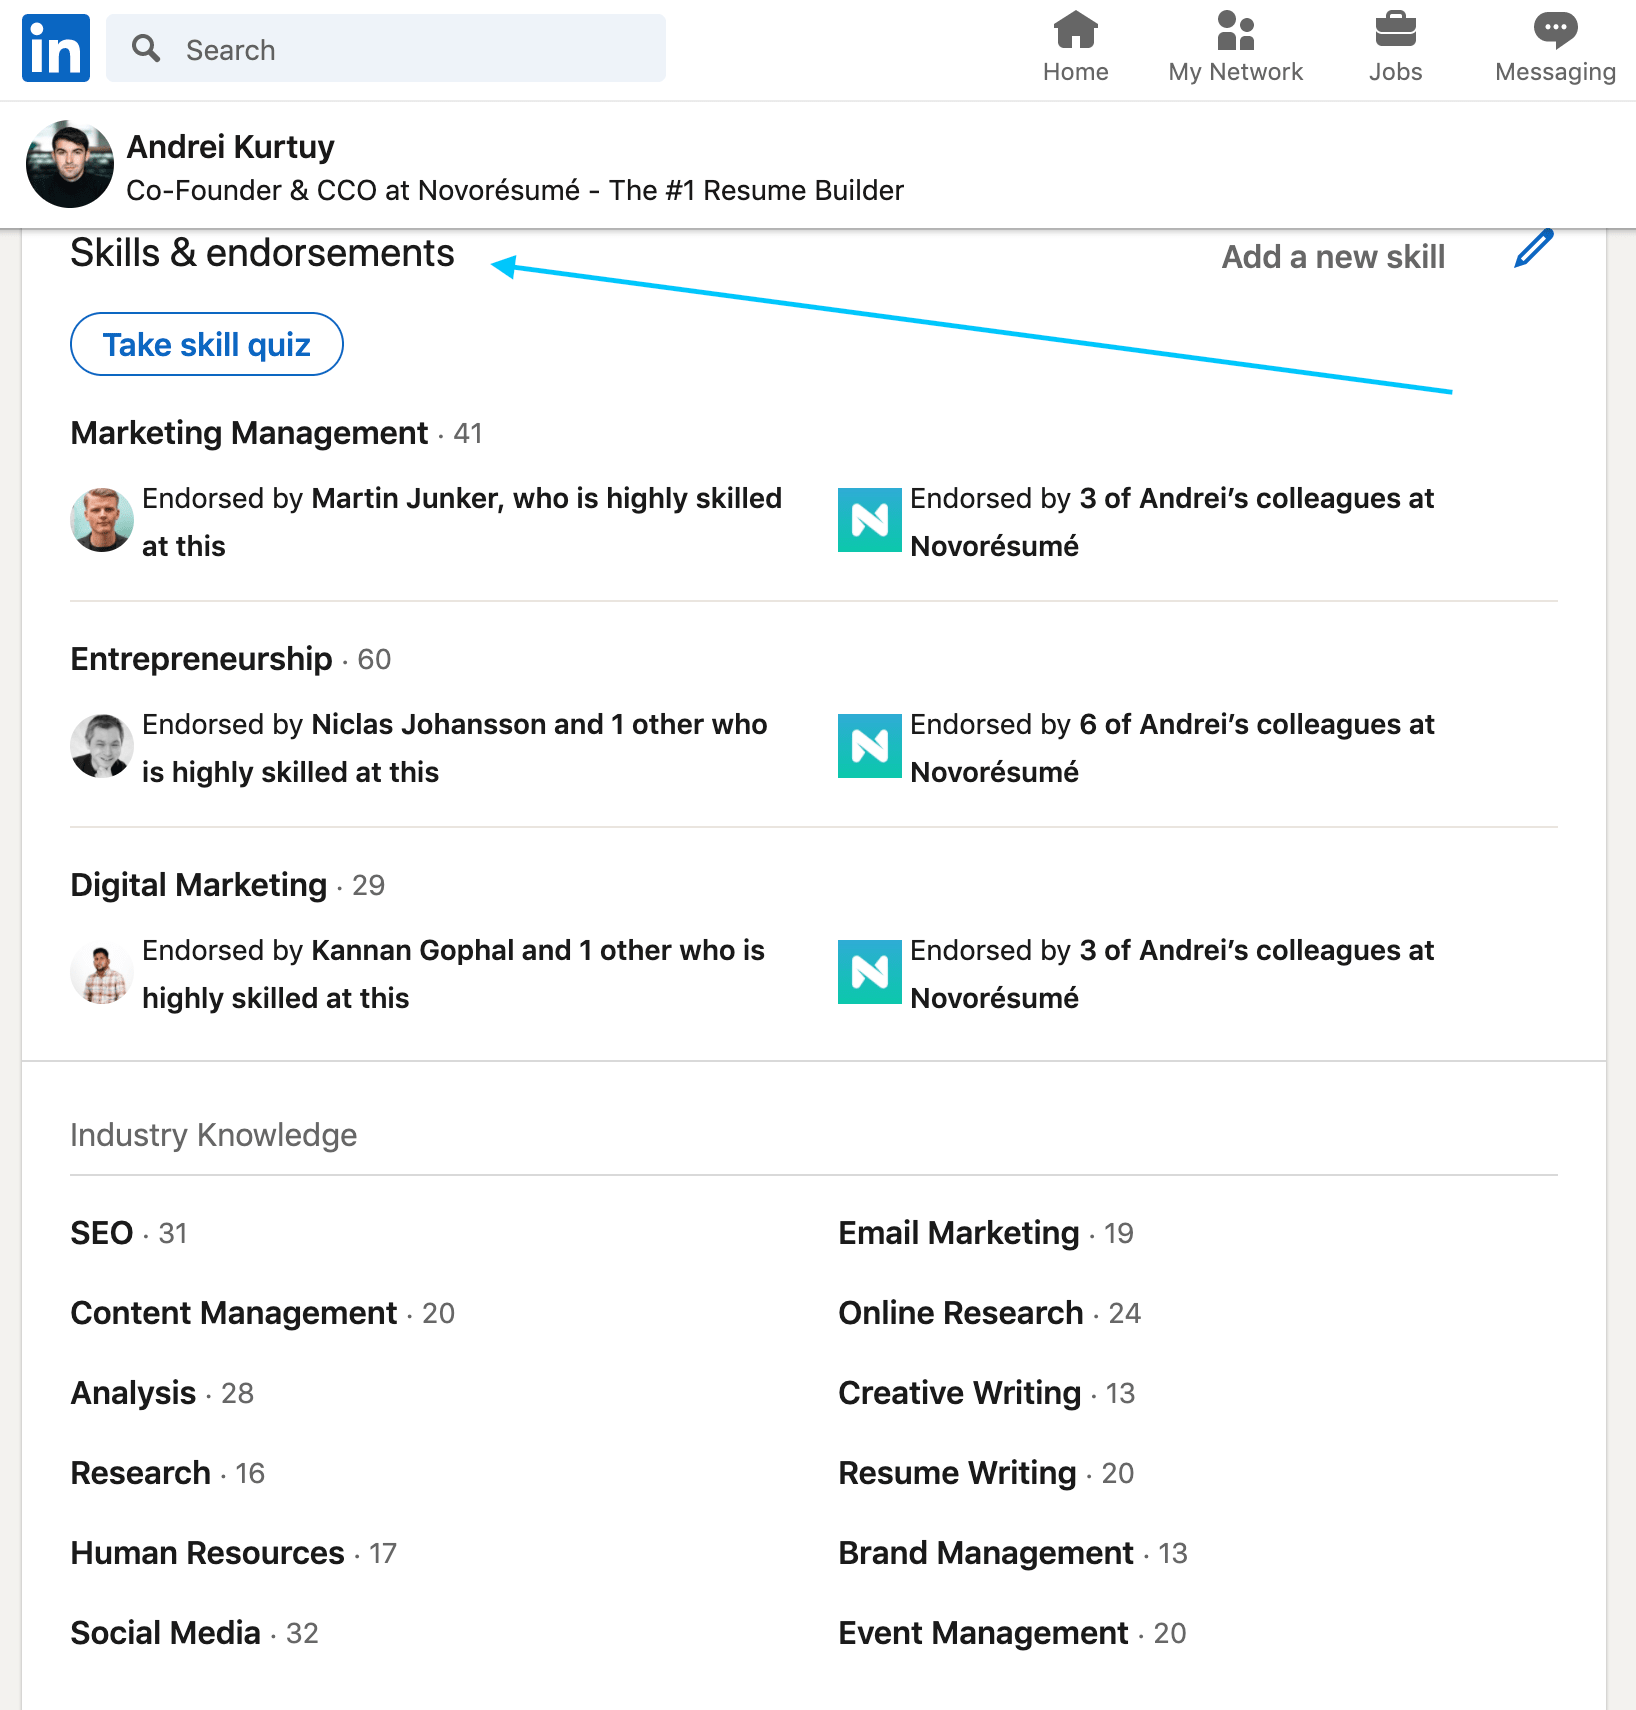 in
Search
Home
My Network
Jobs
Messaging
Andrei Kurtuy
Co-Founder & CCO at Novorésumé - The #1 Resume Builder
Skills & endorsements
Add a new skill
Take skill quiz
Marketing Management · 41
Endorsed by Martin Junker, who is highly skilled
at this
Endorsed by 3 of Andrei’s colleagues at
Novorésumé
Entrepreneurship · 60
Endorsed by Niclas Johansson and 1 other who
is highly skilled at this
Endorsed by 6 of Andrei’s colleagues at
Novorésumé
Digital Marketing · 29
Endorsed by Kannan Gophal and 1 other who is
highly skilled at this
Endorsed by 3 of Andrei’s colleagues at
Novorésumé
Industry Knowledge
SEO · 31
Email Marketing · 19
Content Management · 20
Online Research · 24
Analysis · 28
Creative Writing · 13
Research · 16
Resume Writing · 20
Human Resources · 17
Brand Management · 13
Social Media · 32
Event Management · 20